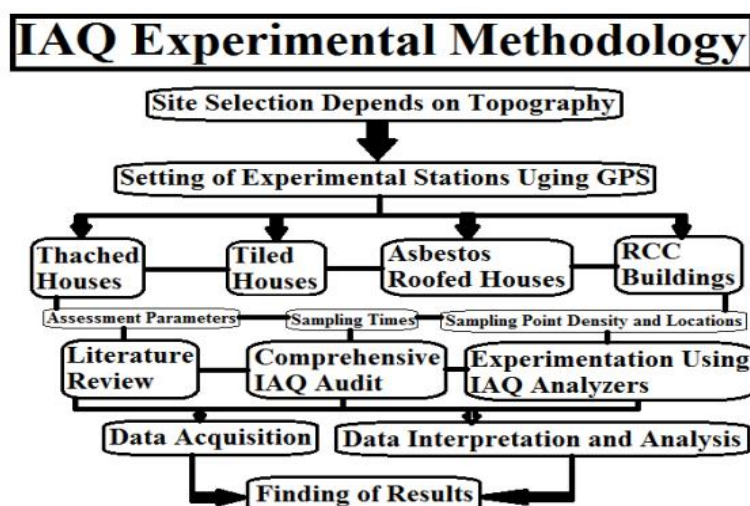 IAQ Experimental Methodology
Site Selection Depends on Topography
Setting of Experimental Stations Uging GPS
Thached
Houses
Tiled
Houses
Asbestos
Roofed Houses
RCC
Buildings
Assessment Parameters
Sampling Times
Sampling Point Density and Locations
Literature
Review
Comprehensive
IAQ Audit
Experimentation Using
IAQ Analyzers
Data Acquisition
Data Interpretation and Analysis
Finding of Results